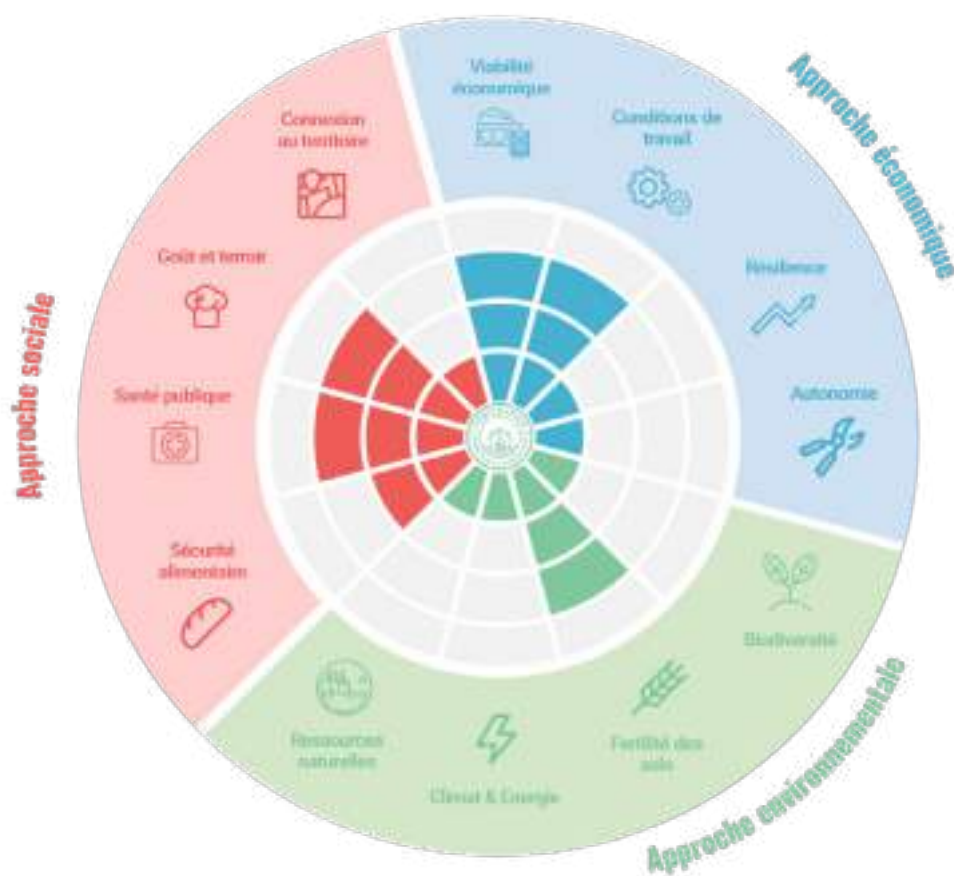 Approche économique
Viabilité
économique
Conditions de
travail
Résilience
Autonomie
Approche environnementale
Biodiversité
Fertilité des
sols
Climat & Energie
Ressources
naturelles
Approche sociale
Sécurité
alimentaire
Santé publique
Goût et terroir
Connexion
au territoire